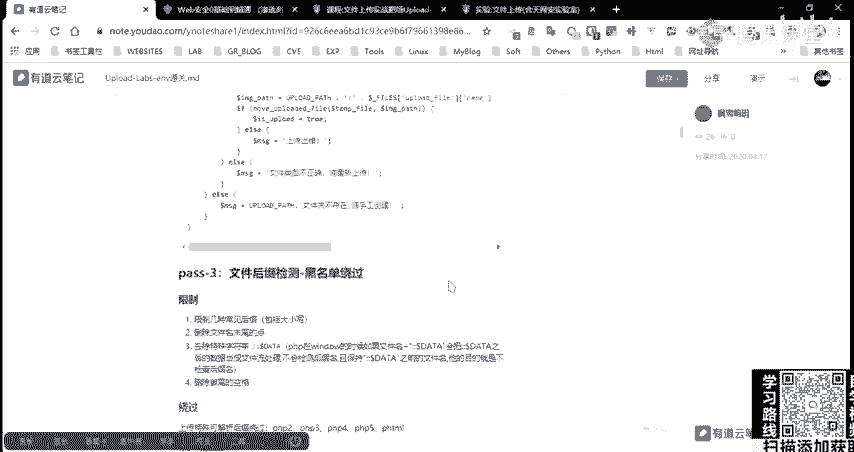 有道云笔记
Web安全0基础到精通
课程:文件上传实战靶场Upload-
实验:文件上传(合天网安实验室)
note.youdao.com/ynoteshare1/index.html?id=926c6eea6bd1c93ce9b6f79661398e86...
应用 书签工具栏 WEBSITES LAB GR_BLOG CVE EXP Tools Linux MyBlog Soft Others Python Html 网址导航 其他书签
有道云笔记 Upload-Labs-env通关.md 分享 演示
$img_path = UPLOAD_PATH . '/' . $_FILES['upload_file']['name']
if (move_uploaded_file($temp_file, $img_path)) {
$is_upload = true;
} else {
$msg = '上传出错!';
}
} else {
$msg = '文件类型不正确，请重新上传!';
}
} else {
$msg = UPLOAD_PATH.'文件夹不存在,请手工创建!';
}
}
26 0
分享时间: 2020.04.17
pass-3：文件后缀检测-黑名单绕过
限制
1. 限制几种常见后缀（包括大小写）
2. 删除文件名末尾的点
3. 去除特殊字符串 ::$DATA（php在window的时候如果文件名+"::$DATA"会把::$DATA之
后的数据当成文件流处理,不会检测后缀名,且保持"::$DATA"之前的文件名,他的目的就是不
检查后缀名）
4. 删除首尾的空格
绕过
上传特殊可解析后缀绕过：php2、php3、php4、php5、phtml
有道云笔记
学习路线
扫描添加获取